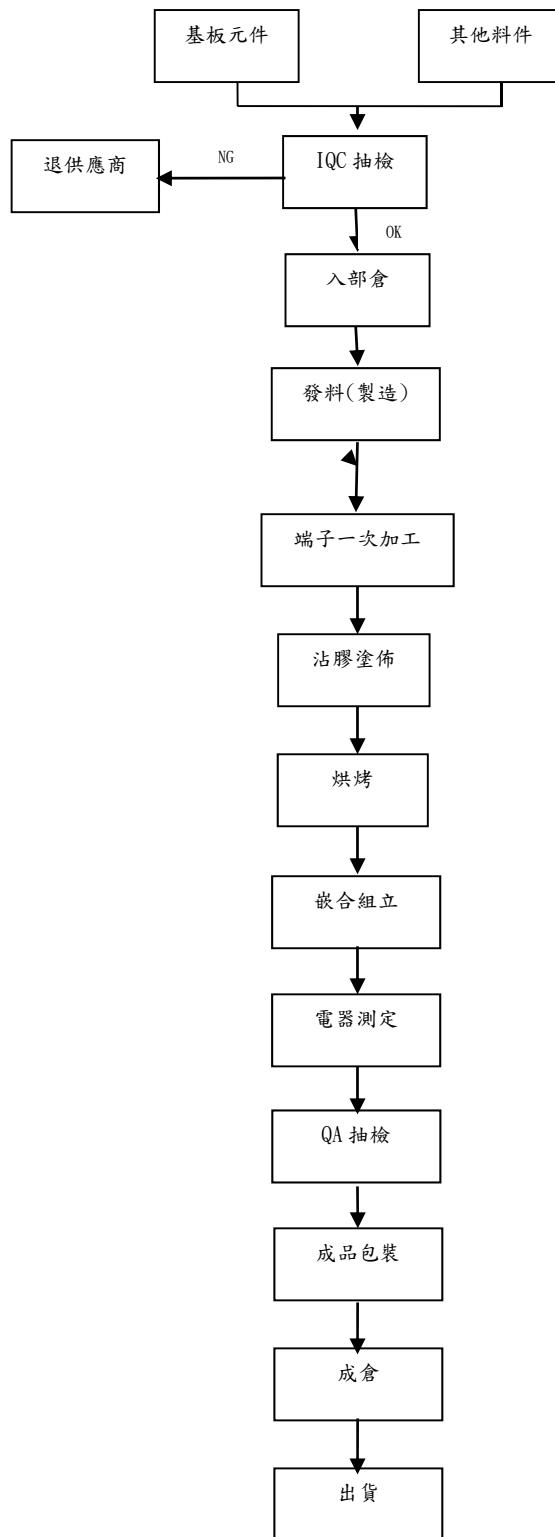 基板元件
其他料件
退供應商
NG
IQC 抽檢
OK
入部倉
發料(製造)
端子一次加工
沾膠塗佈
烘烤
嵌合組立
電器測定
QA 抽檢
成品包裝
成倉
出貨